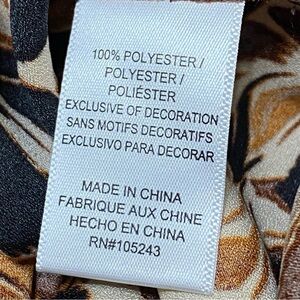 100% POLYESTER /
POLYESTER /
POLIÉSTER
EXCLUSIVE OF DECORATION
SANS MOTIFS DECORATIFS
EXCLUSIVO PARA DECORAR
MADE IN CHINA
FABRIQUE AUX CHINE
HECHO EN CHINA
RN#105243